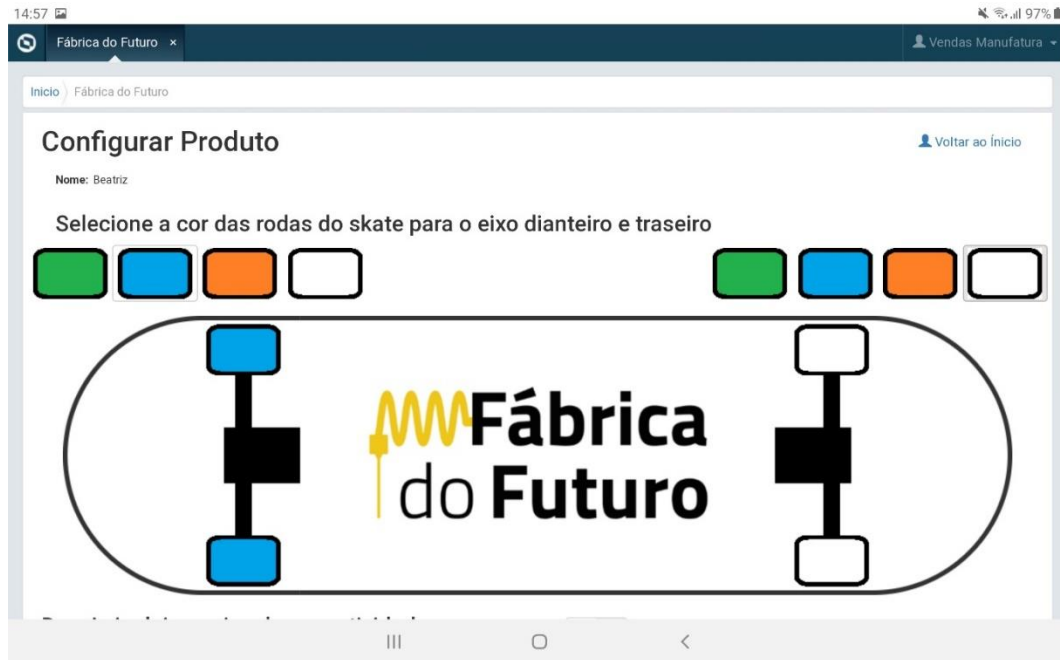 14:57 97%
Fábrica do Futuro × Vendas Manufatura
Inicio Fábrica do Futuro
Configurar Produto
Voltar ao Ínicio
Nome: Beatriz
Selecione a cor das rodas do skate para o eixo dianteiro e traseiro
Fábrica
do Futuro